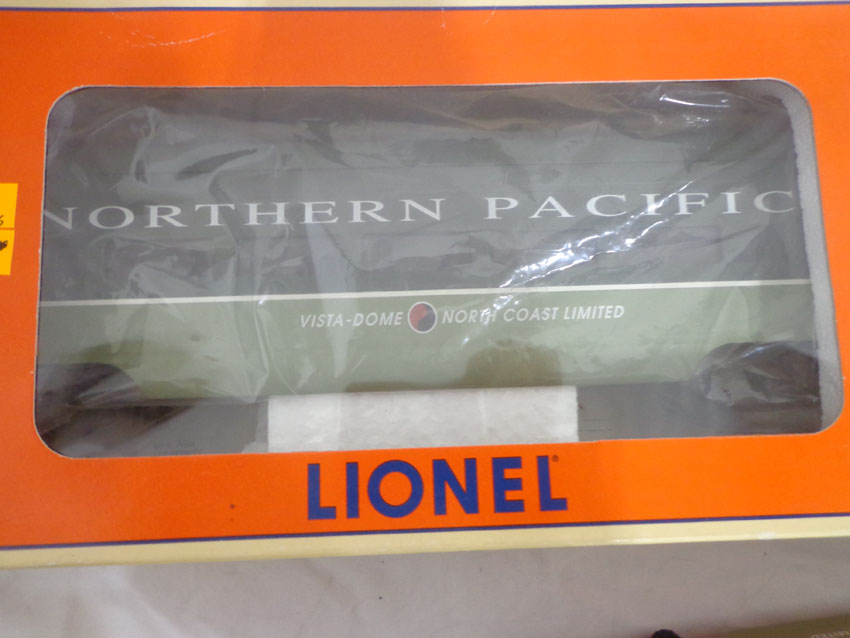 NORTHERN PACIFIC
VISTA-DOME NORTH COAST LIMITED
LIONEL®